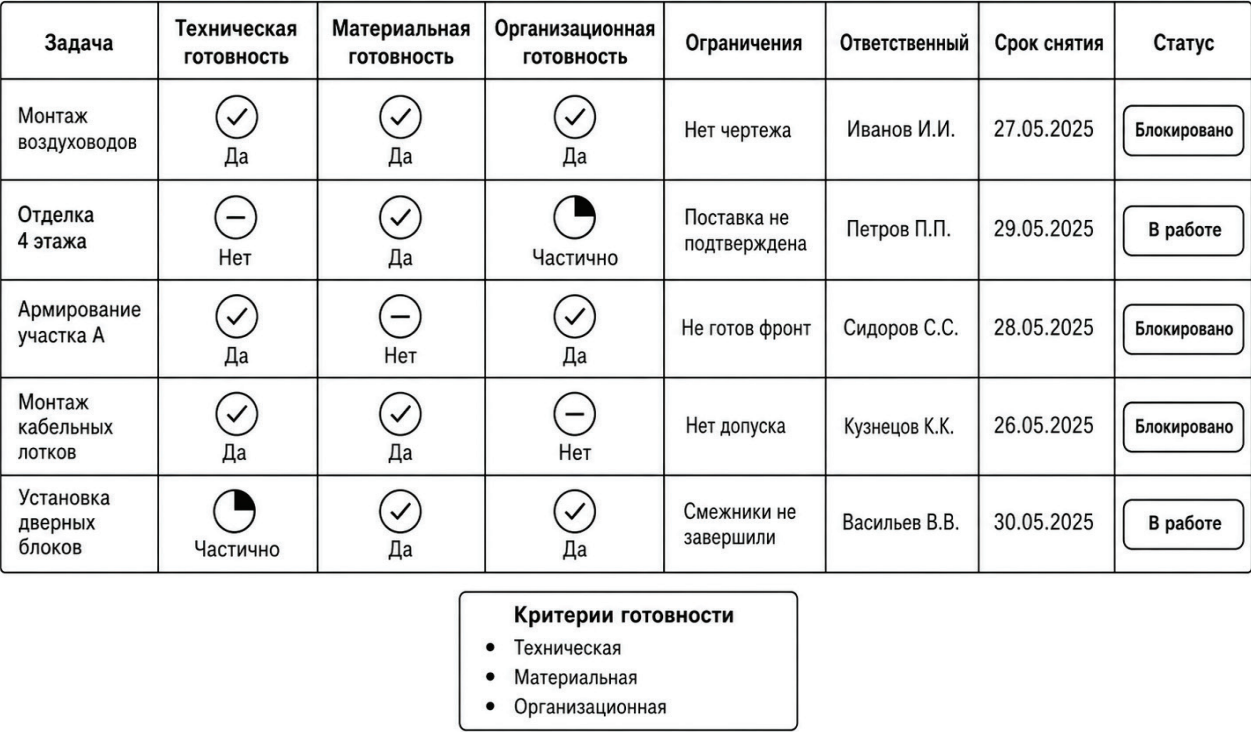 Задача
Техническая
готовность
Материальная
готовность
Организационная
готовность
Ограничения
Ответственный
Срок снятия
Статус
Монтаж
воздуховодов
Да
Да
Да
Нет чертежа
Иванов И.И.
27.05.2025
Блокировано
Отделка
4 этажа
Нет
Да
Частично
Поставка не
подтверждена
Петров П.П.
29.05.2025
В работе
Армирование
участка А
Да
Нет
Да
Не готов фронт
Сидоров С.С.
28.05.2025
Блокировано
Монтаж
кабельных
лотков
Да
Да
Нет
Нет допуска
Кузнецов К.К.
26.05.2025
Блокировано
Установка
дверных
блоков
Частично
Да
Да
Смежники не
завершили
Васильев В.В.
30.05.2025
В работе
Критерии готовности
• Техническая
• Материальная
• Организационная